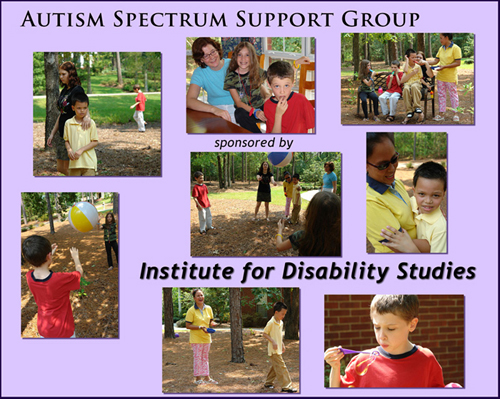 Autism Spectrum Support Group
sponsored by
Institute for Disability Studies